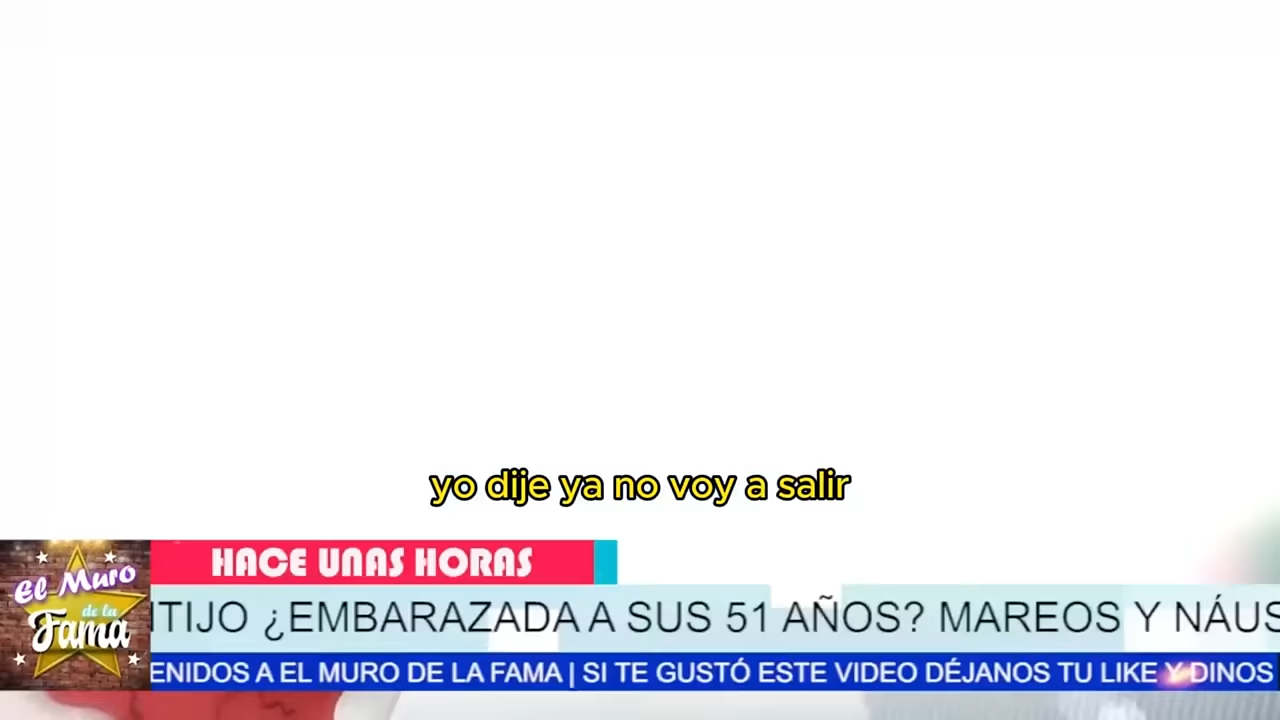 yo dije ya no voy a salir
HACE UNAS HORAS
El Muro
de la
Fama
ITIJO ¿EMBARAZADA A SUS 51 AÑOS? MAREOS Y NÁUS
ENIDOS A EL MURO DE LA FAMA | SI TE GUSTÓ ESTE VIDEO DÉJANOS TU LIKE Y DINOS